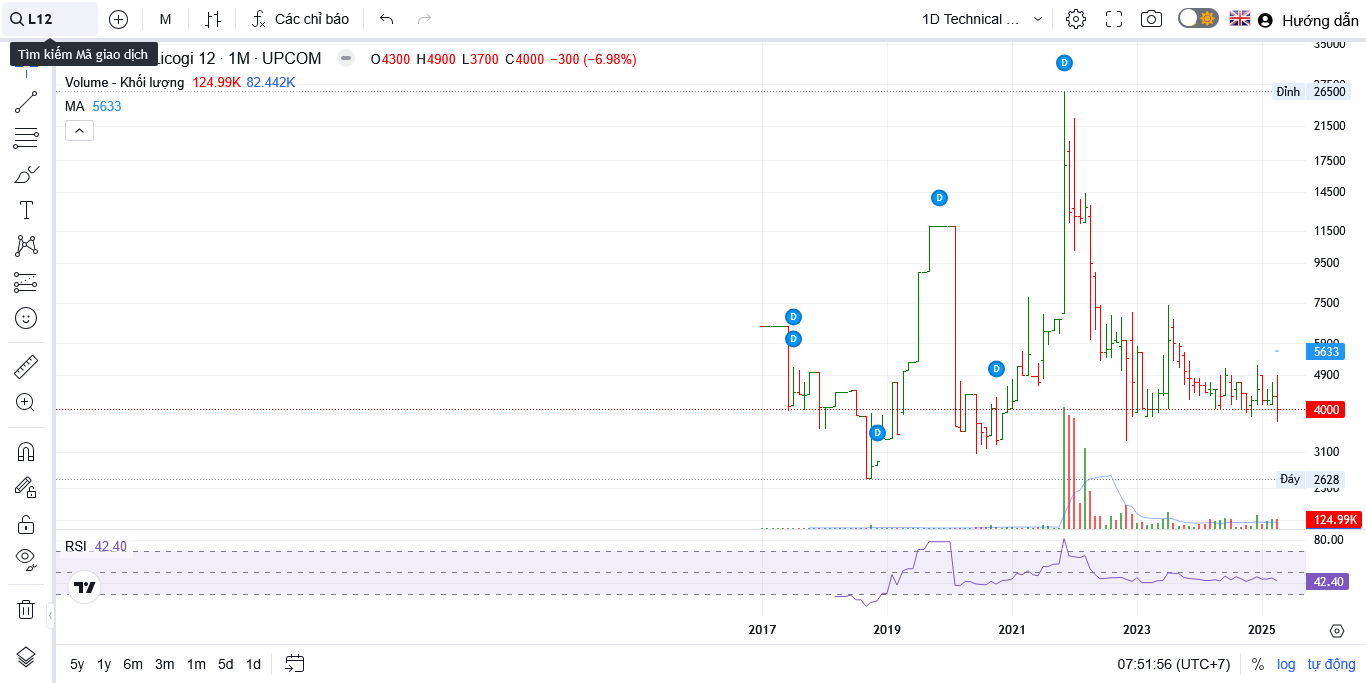 L12 M Các chỉ báo 1D Technical ... Hướng dẫn
Tìm kiếm Mã giao dịch
Licogi 12 · 1M · UPCOM O4300 H4900 L3700 C4000 −300 (−6.98%)
Volume - Khối lượng 124.99K 82.442K
MA 5633
35000
Đỉnh 26500
21500
17500
14500
11500
9500
7500
5633
4900
4000
3100
Đáy 2628
124.99K
D
D
D
D
D
D
RSI 42.40
80.00
42.40
2017 2019 2021 2023 2025
5y 1y 6m 3m 1m 5d 1d 07:51:56 (UTC+7) % log tự động